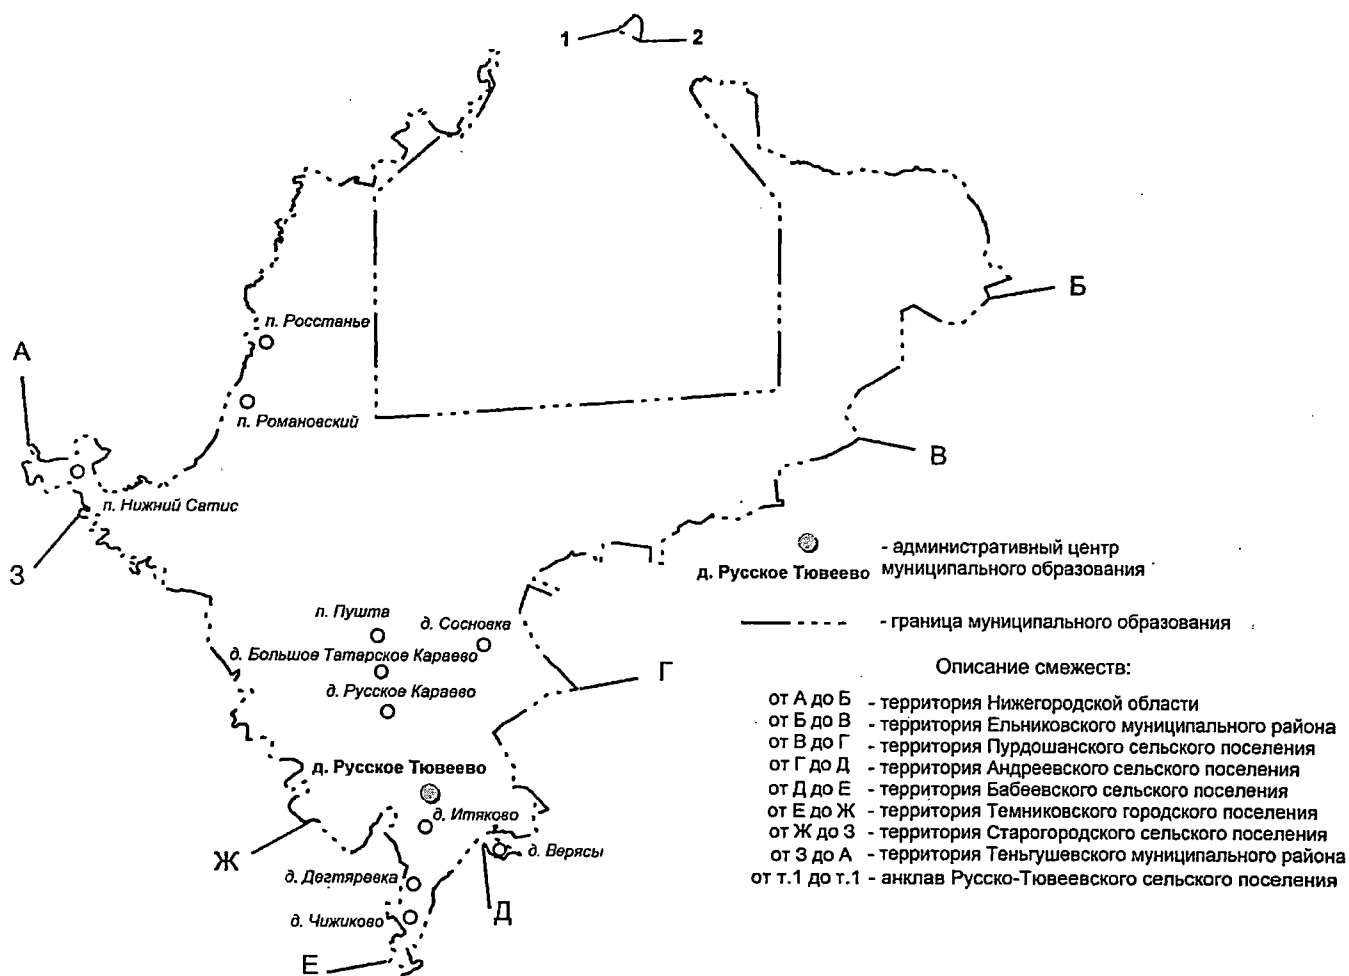 1
2
А
Б
п. Росстанье
п. Романовский
В
п. Нижний Сатис
З
- административный центр
муниципального образования
д. Русское Тювеево
- граница муниципального образования
п. Пушта
д. Сосновка
д. Большое Татарское Караево
д. Русское Караево
Г
Описание смежеств:
от А до Б - территория Нижегородской области
от Б до В - территория Ельниковского муниципального района
от В до Г - территория Пурдошанского сельского поселения
от Г до Д - территория Андреевского сельского поселения
от Д до Е - территория Бабеевского сельского поселения
от Е до Ж - территория Темниковского городского поселения
от Ж до З - территория Старогородского сельского поселения
от З до А - территория Теньгушевского муниципального района
от т.1 до т.1 - анклав Русско-Тювеевского сельского поселения
д. Русское Тювеево
д. Итяково
д. Верясы
Ж
д. Дегтяревка
д. Чижиково
Д
Е